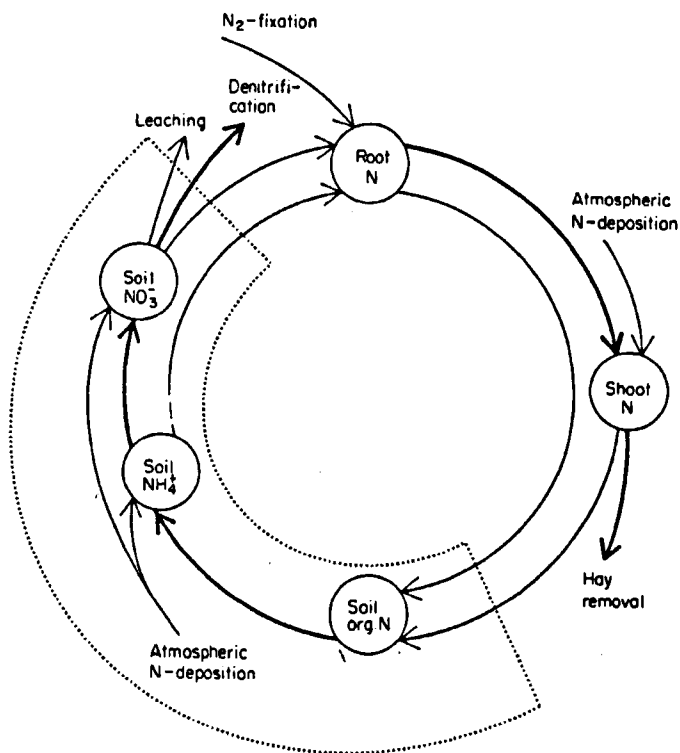 N₂-fixation
Denitrifi-
cation
Leaching
Root
N
Atmospheric
N-deposition
Soil
NO₃⁻
Shoot
N
Soil
NH₄⁺
Hay
removal
Soil
org. N
Atmospheric
N-deposition